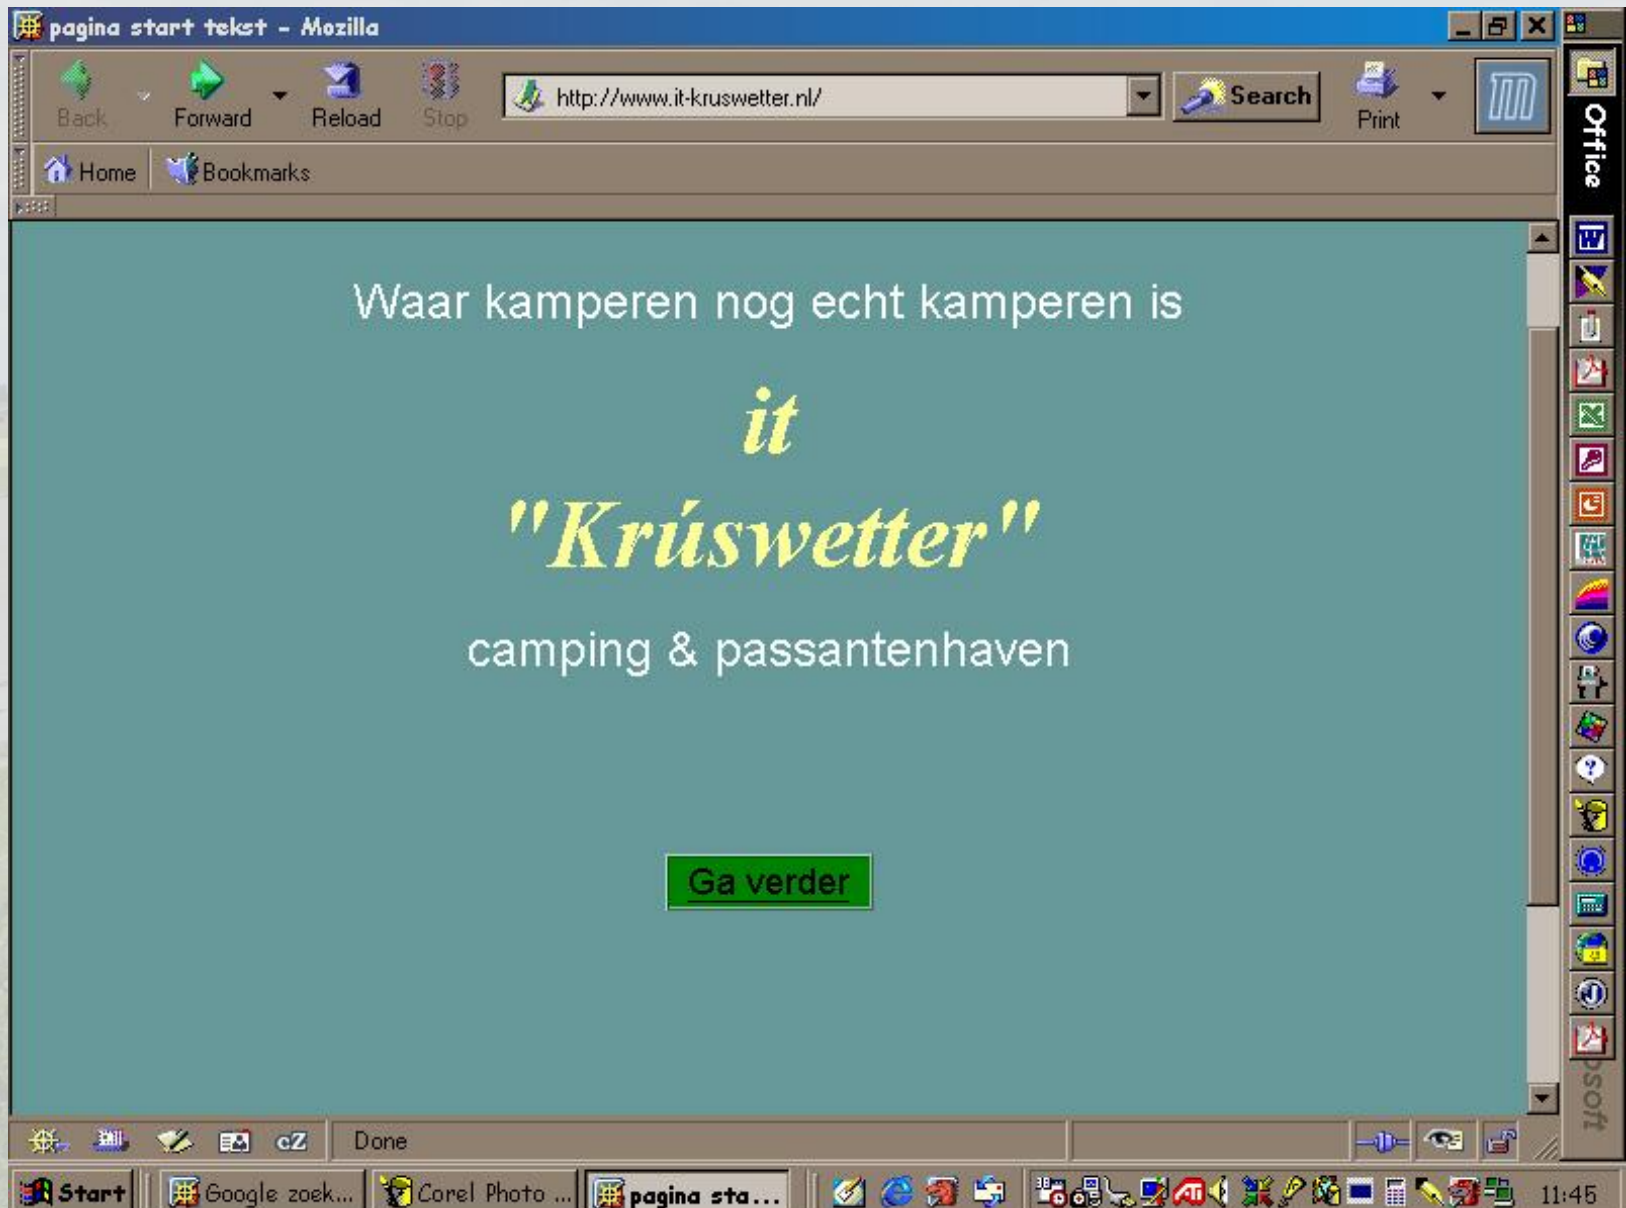 pagina start tekst - Mozilla
Back Forward Reload Stop http://www.it-kruswetter.nl/ Search Print
Home Bookmarks
Office
Waar kamperen nog echt kamperen is
it
"Krúswetter"
camping & passantenhaven
Ga verder
Done
Start Google zoek... Corel Photo ... pagina sta... 11:45